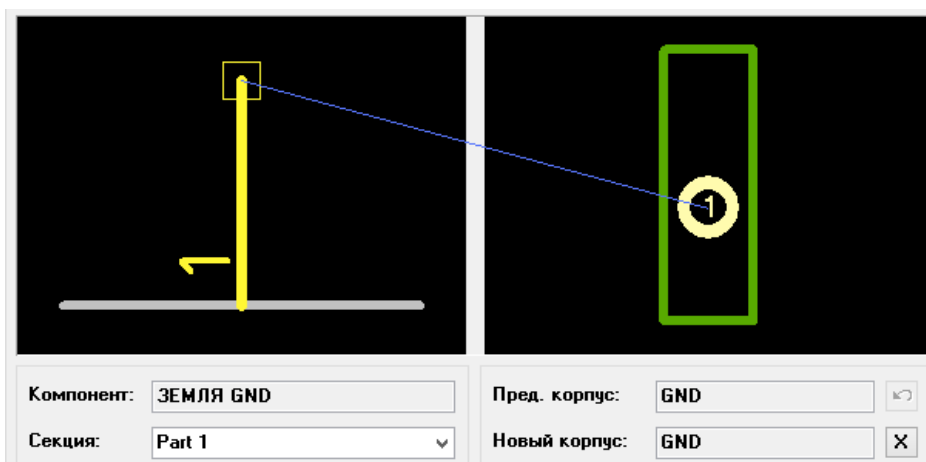 1
1
Компонент: ЗЕМЛЯ GND
Пред. корпус: GND
Секция: Part 1
Новый корпус: GND X